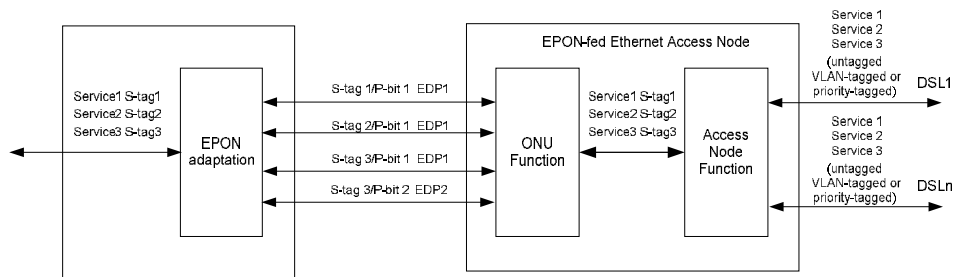 Service1 S-tag1
Service2 S-tag2
Service3 S-tag3
EPON
adaptation
S-tag 1/P-bit 1 EDP1
S-tag 2/P-bit 1 EDP1
S-tag 3/P-bit 1 EDP1
S-tag 3/P-bit 2 EDP2
EPON-fed Ethernet Access Node
ONU
Function
Service1 S-tag1
Service2 S-tag2
Service3 S-tag3
Access
Node
Function
Service 1
Service 2
Service 3
(untagged
VLAN-tagged or
priority-tagged)
DSL1
Service 1
Service 2
Service 3
(untagged
VLAN-tagged or
priority-tagged)
DSLn